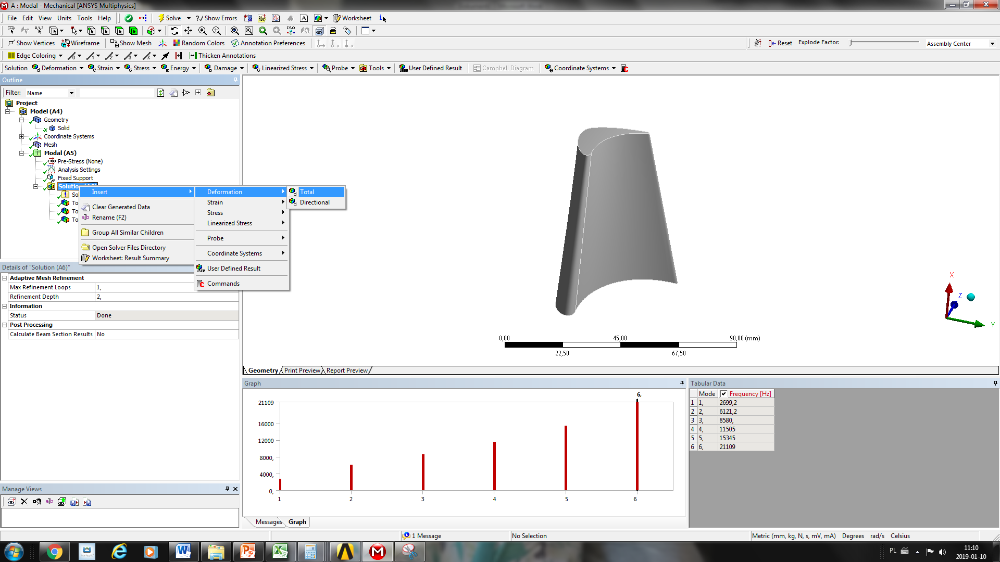 A : Modal - Mechanical [ANSYS Multiphysics]
File Edit View Units Tools Help Solve ?/ Show Errors Worksheet
Show Vertices Wireframe Show Mesh Random Colors Annotation Preferences Reset Explode Factor: Assembly Center
Edge Coloring Thicken Annotations
Solution Deformation Strain Stress Energy Damage Linearized Stress Probe Tools User Defined Result Campbell Diagram Coordinate Systems
Outline
Filter: Name
Project
Model (A4)
Geometry
Solid
Coordinate Systems
Mesh
Modal (A5)
Pre-Stress (None)
Analysis Settings
Fixed Support
Solution
So
To
To
To
Insert
Clear Generated Data
Rename (F2)
Group All Similar Children
Open Solver Files Directory
Worksheet: Result Summary
Deformation
Strain
Stress
Linearized Stress
Probe
Coordinate Systems
User Defined Result
Commands
Total
Directional
Details of "Solution (A6)"
Adaptive Mesh Refinement
Max Refinement Loops 1,
Refinement Depth 2,
Information
Status Done
Post Processing
Calculate Beam Section Results No
Manage Views
X
Z
Y
0,00 45,00 90,00 (mm)
22,50 67,50
Geometry Print Preview Report Preview
Graph
6,
21109
16000
12000
8000,
4000,
0,
1 2 3 4 5 6
Messages Graph
Tabular Data
Mode Frequency [Hz]
1 1, 2699,2
2 2, 6121,2
3 3, 8580,
4 4, 11505
5 5, 15345
6 6, 21109
1 Message No Selection Metric (mm, kg, N, s, mV, mA) Degrees rad/s Celsius
PL 11:10
2019-01-10